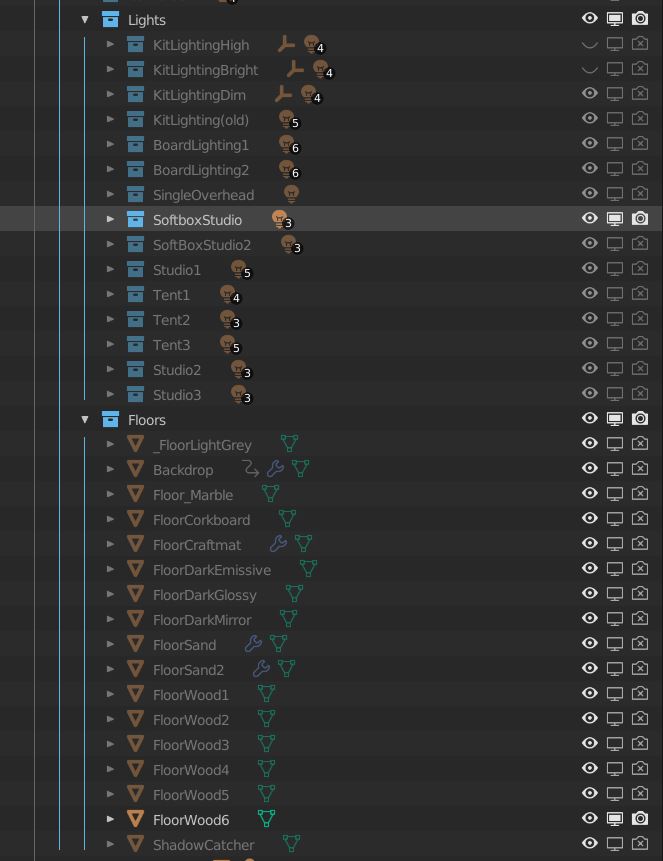 Lights
KitLightingHigh 4
KitLightingBright 4
KitLightingDim 4
KitLighting(old) 5
BoardLighting1 6
BoardLighting2 6
SingleOverhead
SoftboxStudio 3
SoftBoxStudio2 3
Studio1 5
Tent1 4
Tent2 3
Tent3 5
Studio2 3
Studio3 3
Floors
_FloorLightGrey
Backdrop
Floor_Marble
FloorCorkboard
FloorCraftmat
FloorDarkEmissive
FloorDarkGlossy
FloorDarkMirror
FloorSand
FloorSand2
FloorWood1
FloorWood2
FloorWood3
FloorWood4
FloorWood5
FloorWood6
ShadowCatcher